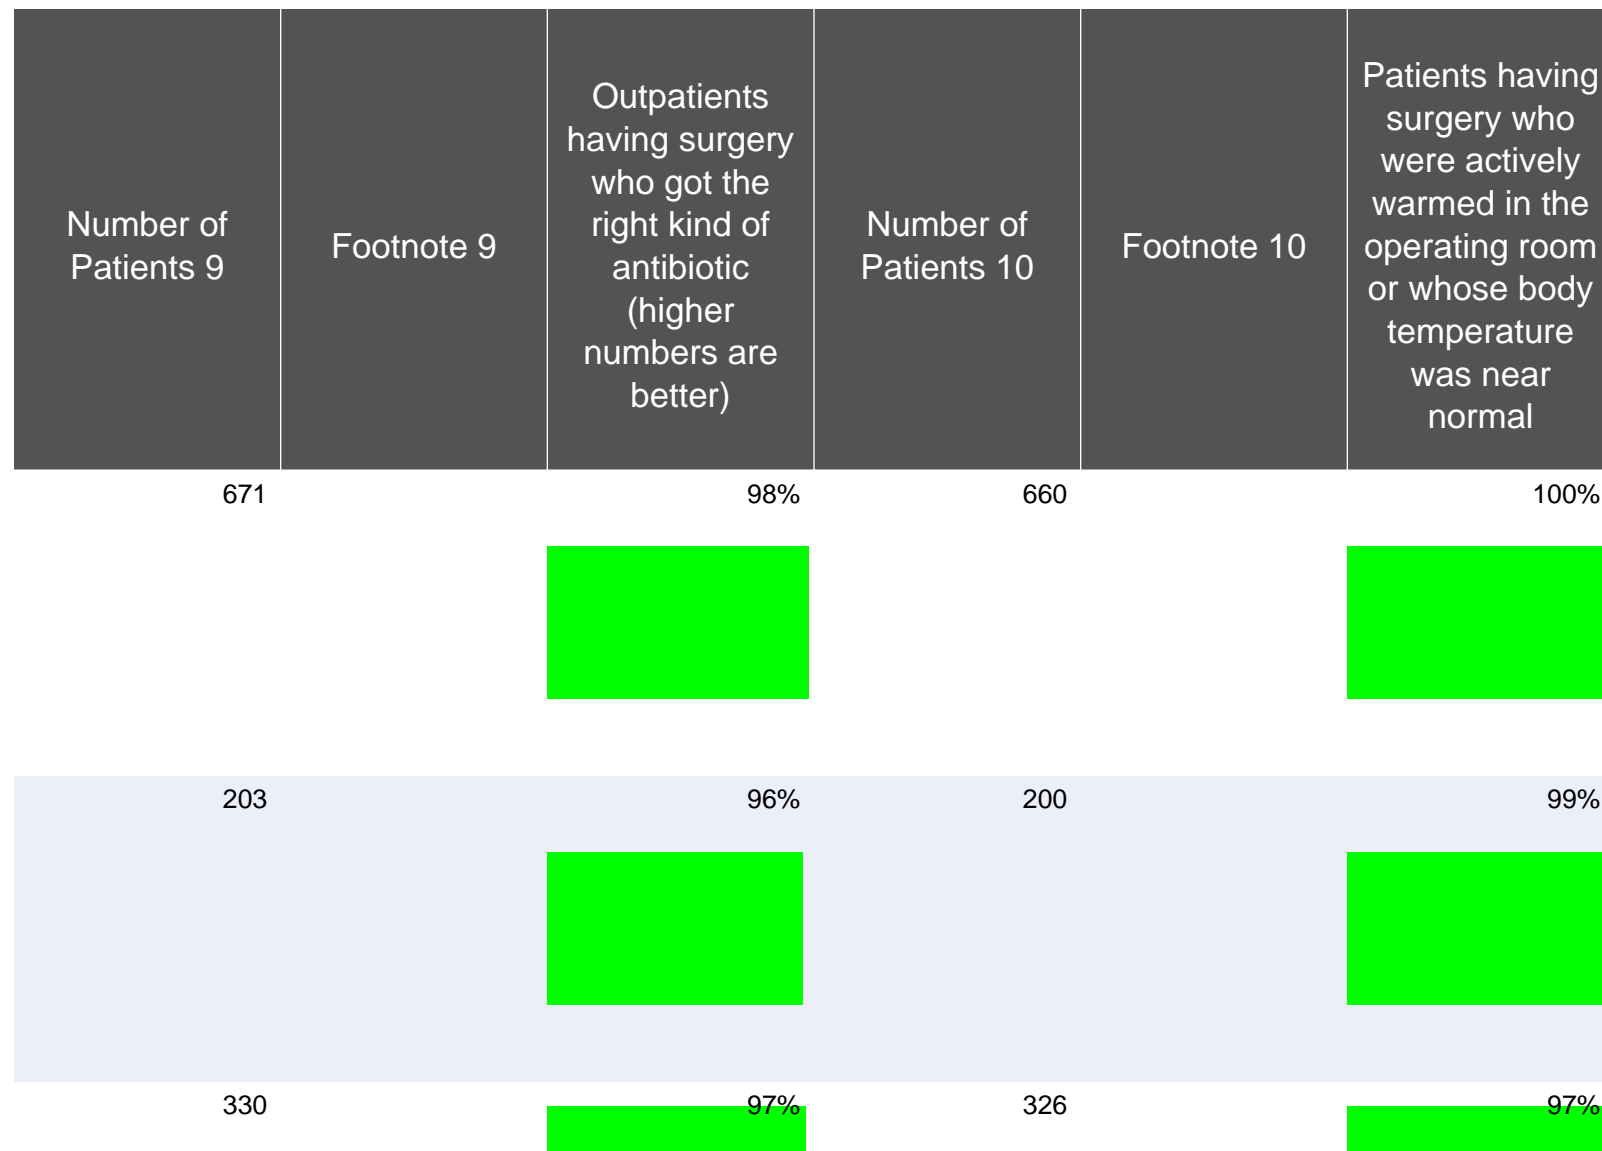 Number of
Patients 9
Footnote 9
Outpatients
having surgery
who got the
right kind of
antibiotic
(higher
numbers are
better)
Number of
Patients 10
Footnote 10
Patients having
surgery who
were actively
warmed in the
operating room
or whose body
temperature
was near
normal
671 98% 660 100%
203 96% 200 99%
330 97% 326 97%